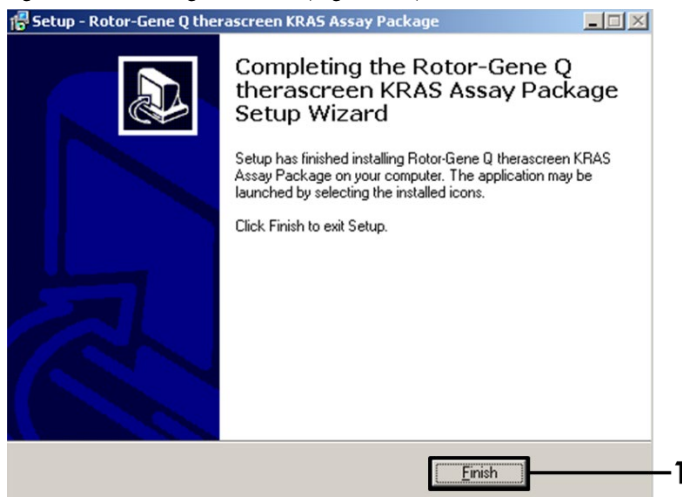 Setup - Rotor-Gene Q therascreen KRAS Assay Package
Completing the Rotor-Gene Q
therascreen KRAS Assay Package
Setup Wizard
Setup has finished installing Rotor-Gene Q therascreen KRAS
Assay Package on your computer. The application may be
launched by selecting the installed icons.
Click Finish to exit Setup.
Finish
1